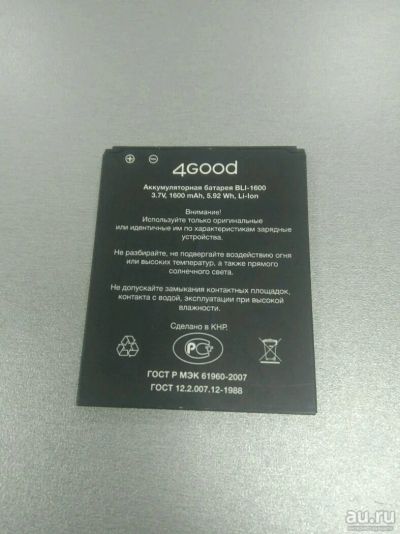 4GOOD
Аккумуляторная батарея BLI-1600
3.7V, 1600 mAh, 5.92 Wh, Li-Ion
Внимание!
Используйте только оригинальные
или идентичные им по характеристикам зарядные
устройства.
Не разбирайте, не подвергайте воздействию огня
или высоких температур, а также прямого
солнечного света.
Не допускайте замыкания контактных площадок,
контакта с водой, эксплуатации при высокой
влажности.
Сделано в КНР.
РСТ
ГОСТ Р МЭК 61960-2007
ГОСТ 12.2.007.12-1988
au.ru